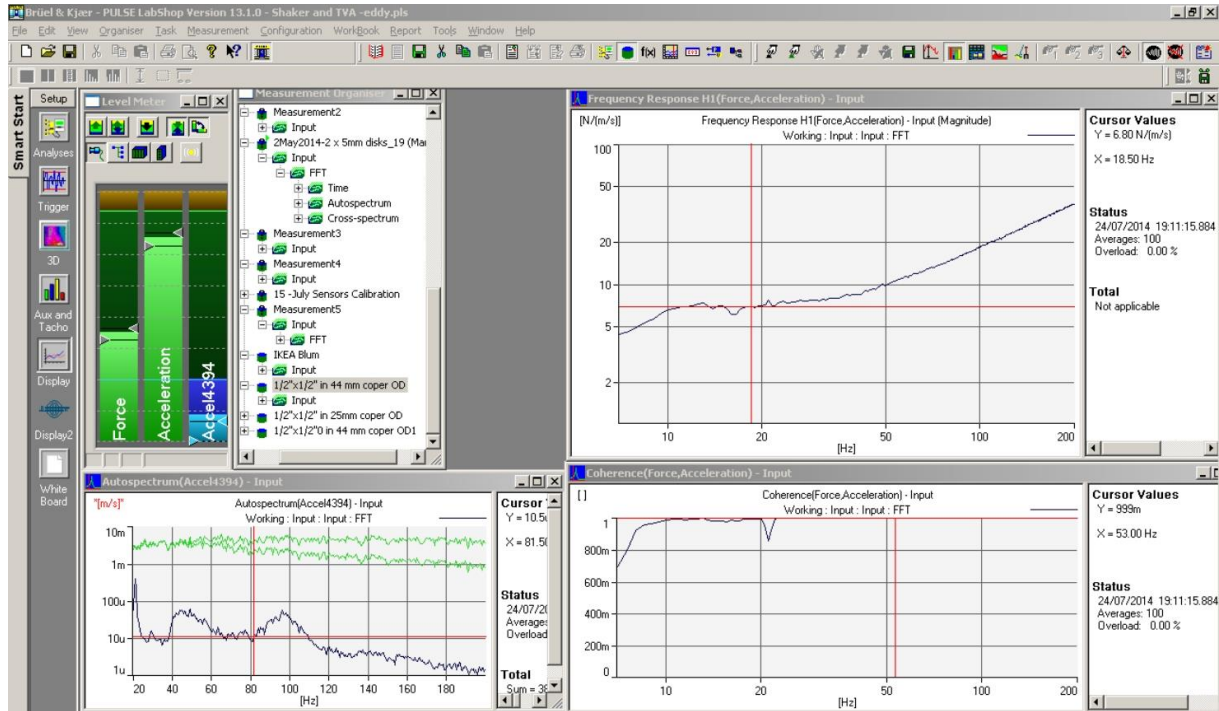 Brüel & Kjær - PULSE LabShop Version 13.1.0 - Shaker and TVA -eddy.pls
File Edit View Organiser Task Measurement Configuration WorkBook Report Tools Window Help
Smart Start
Setup
Analyses
Trigger
3D
Aux and
Tacho
Display
Display2
White
Board
Level Meter
Force
Acceleration
Accel4394
Measurement Organiser
Measurement2
Input
2May2014-2 x 5mm disks_19 (Mai
Input
FFT
Time
Autospectrum
Cross-spectrum
Measurement3
Input
Measurement4
Input
15 -July Sensors Calibration
Measurement5
Input
FFT
IKEA Blum
Input
1/2"x1/2" in 44 mm coper OD
Input
1/2"x1/2" in 25mm coper OD
1/2"x1/2"0 in 44 mm coper OD1
Frequency Response H1(Force,Acceleration) - Input
[N/(m/s)]
Frequency Response H1(Force,Acceleration) - Input (Magnitude)
Working : Input : Input : FFT
100
50
20
10
5
2
10 20 50 100 200
[Hz]
Cursor Values
Y = 6.80 N/(m/s)
X = 18.50 Hz
Status
24/07/2014 19:11:15.884
Averages: 100
Overload: 0.00 %
Total
Not applicable
Autospectrum(Accel4394) - Input
"[m/s]"
Autospectrum(Accel4394) - Input
Working : Input : Input : FFT
10m
1m
100u
10u
1u
20 40 60 80 100 120 140 160 180
[Hz]
Cursor
Y = 10.5u
X = 81.50
Status
24/07/20
Averages
Overload
Total
Sum = 38
Coherence(Force,Acceleration) - Input
[ ]
Coherence(Force,Acceleration) - Input
Working : Input : Input : FFT
1
800m
600m
400m
200m
0
10 20 50 100 200
[Hz]
Cursor Values
Y = 999m
X = 53.00 Hz
Status
24/07/2014 19:11:15.884
Averages: 100
Overload: 0.00 %